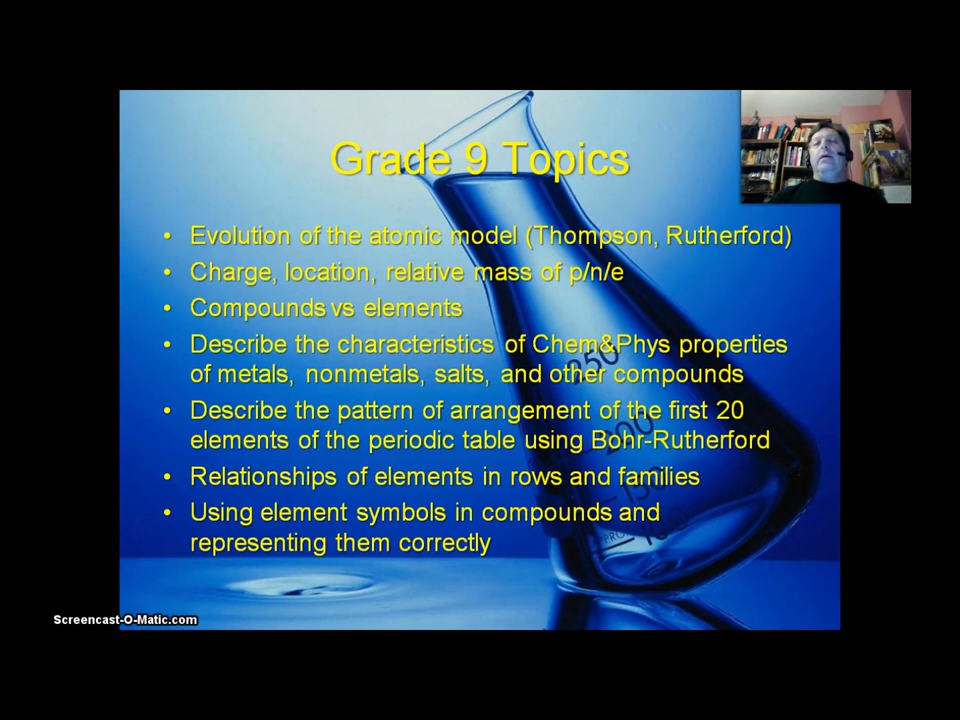 Grade 9 Topics
• Evolution of the atomic model (Thompson, Rutherford)
• Charge, location, relative mass of p/n/e
• Compounds vs elements
• Describe the characteristics of Chem&Phys properties
of metals, nonmetals, salts, and other compounds
• Describe the pattern of arrangement of the first 20
elements of the periodic table using Bohr-Rutherford
• Relationships of elements in rows and families
• Using element symbols in compounds and
representing them correctly
250
200
150
Screencast-O-Matic.com